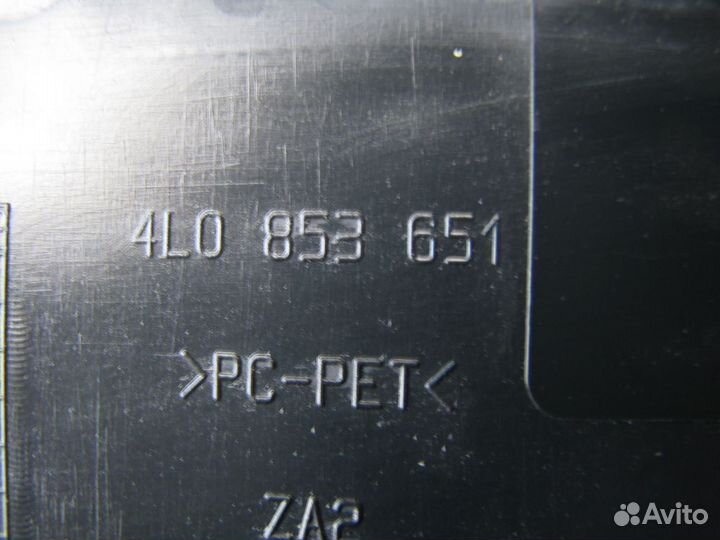 4L0 853 651
>PC-PET<
ZA2
Avito